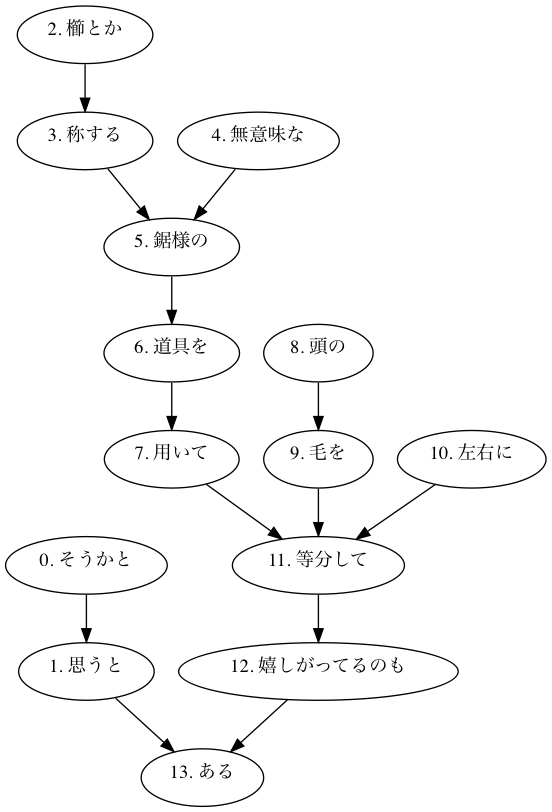 2. 櫛とか
3. 称する
4. 無意味な
5. 鋸様の
6. 道具を
8. 頭の
7. 用いて
9. 毛を
10. 左右に
0. そうかと
11. 等分して
1. 思うと
12. 嬉しがってるのも
13. ある